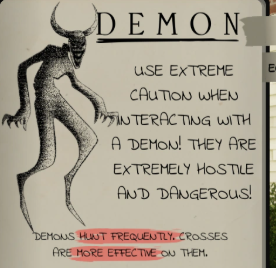 DEMON
USE EXTREME
CAUTION WHEN
INTERACTING WITH
A DEMON! THEY ARE
EXTREMELY HOSTILE
AND DANGEROUS!
DEMONS HUNT FREQUENTLY. CROSSES
ARE MORE EFFECTIVE ON THEM.